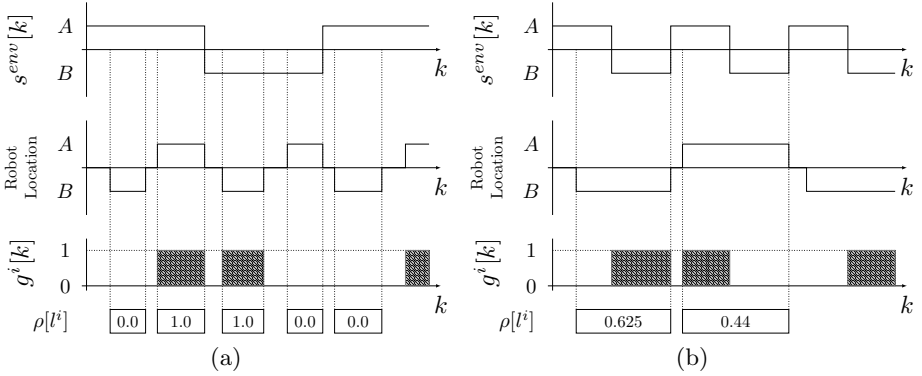 A
B
s^{env}[k]
k
Robot
Location
A
B
k
g^i[k]
1
0
k
ρ[l^i]
0.0
1.0
1.0
0.0
0.0
(a)
A
B
s^{env}[k]
k
Robot
Location
A
B
k
g^i[k]
1
0
k
ρ[l^i]
0.625
0.44
(b)